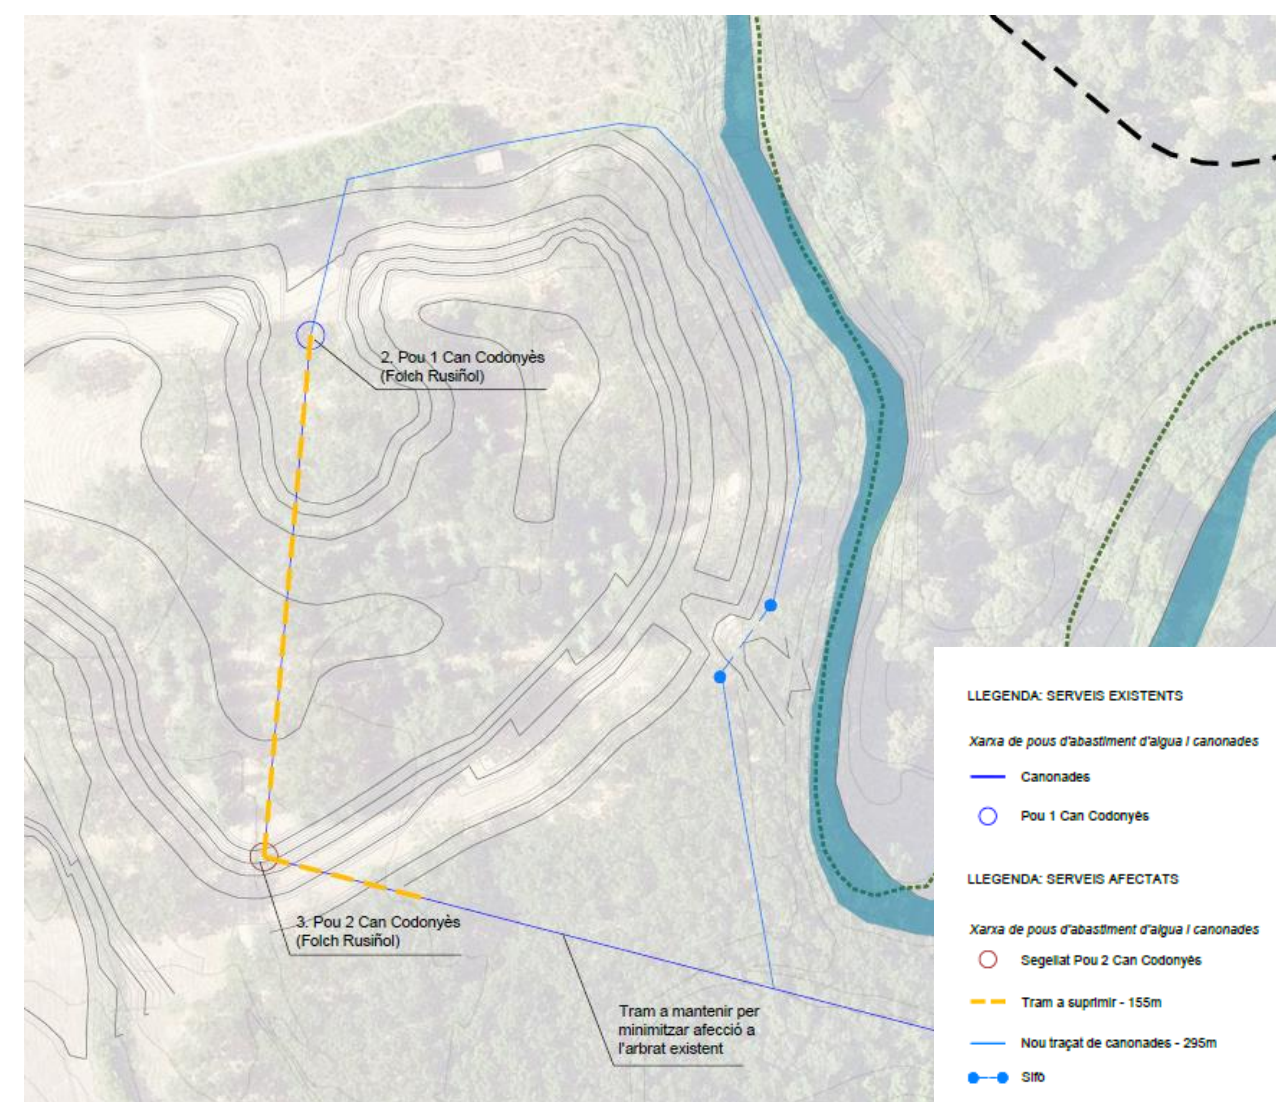 2. Pou 1 Can Codonyès
(Folch Rusiñol)
3. Pou 2 Can Codonyès
(Folch Rusiñol)
Tram a mantenir per
minimitzar afecció a
l'arbrat existent
LLEGENDA: SERVEIS EXISTENTS
Xarxa de pous d'abastiment d'aigua i canonades
Canonades
Pou 1 Can Codonyès
LLEGENDA: SERVEIS AFECTATS
Xarxa de pous d'abastiment d'aigua i canonades
Segellat Pou 2 Can Codonyès
Tram a suprimir - 155m
Nou traçat de canonades - 295m
Sifó